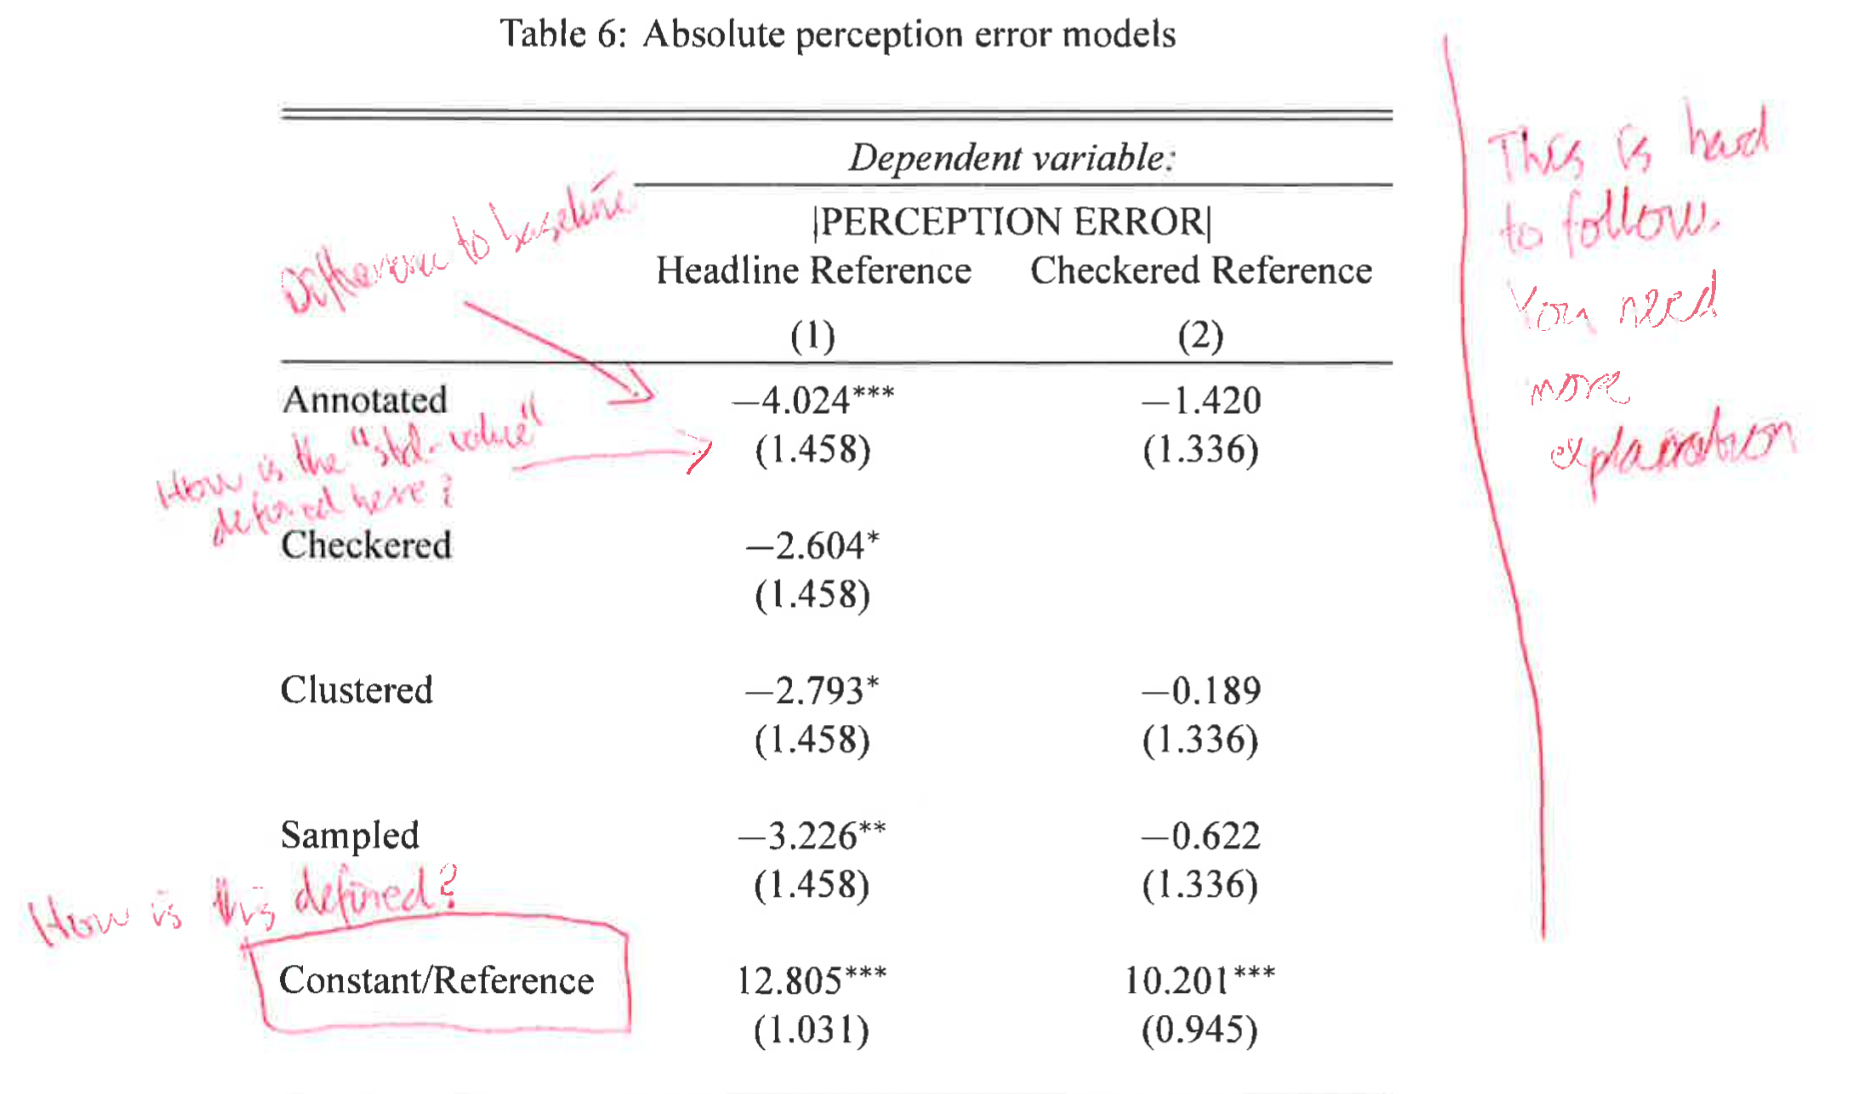 Table 6: Absolute perception error models
Dependent variable:
|PERCEPTION ERROR|
Headline Reference Checkered Reference
(1) (2)
Difference to baseline
Annotated −4.024*** −1.420
(1.458) (1.336)
How is the "std-value"
defined here?
Checkered −2.604*
(1.458)
Clustered −2.793* −0.189
(1.458) (1.336)
Sampled −3.226** −0.622
(1.458) (1.336)
How is this defined?
Constant/Reference 12.805*** 10.201***
(1.031) (0.945)
This is hard
to follow.
You need
more
explanation